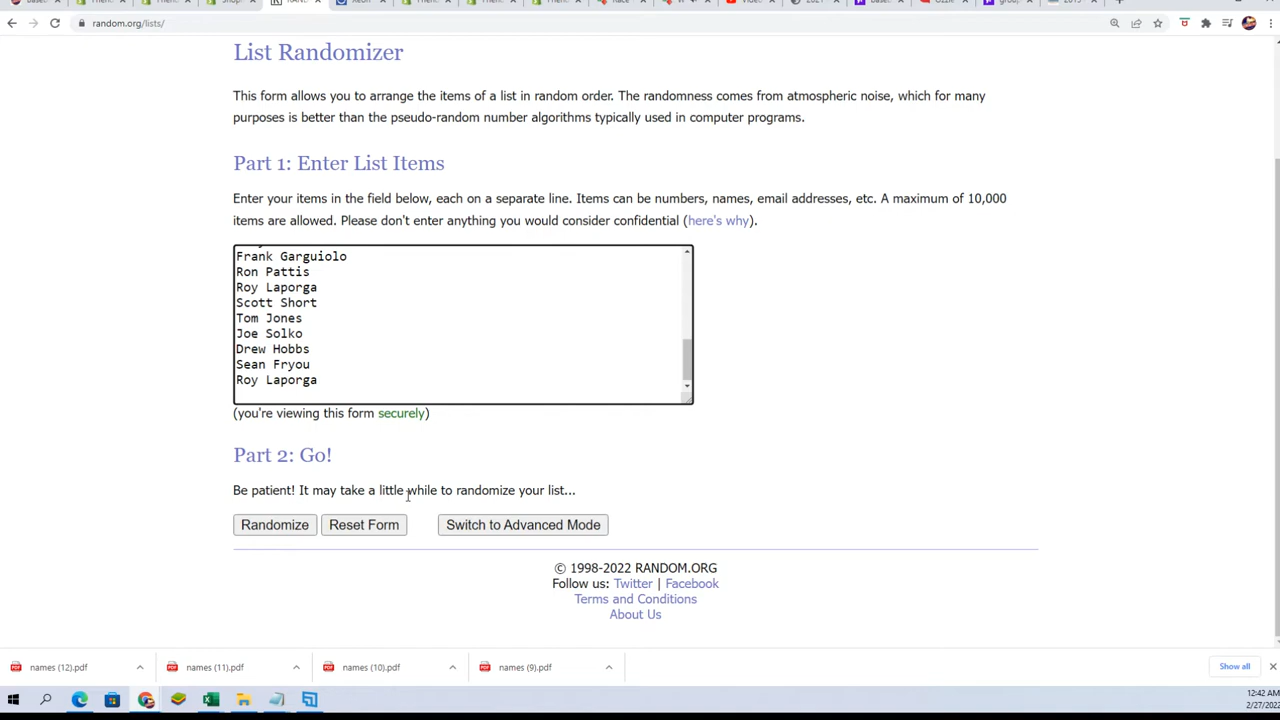 random.org/lists/
List Randomizer
This form allows you to arrange the items of a list in random order. The randomness comes from atmospheric noise, which for many
purposes is better than the pseudo-random number algorithms typically used in computer programs.
Part 1: Enter List Items
Enter your items in the field below, each on a separate line. Items can be numbers, names, email addresses, etc. A maximum of 10,000
items are allowed. Please don't enter anything you would consider confidential (here's why).
Frank Garguiolo
Ron Pattis
Roy Laporga
Scott Short
Tom Jones
Joe Solko
Drew Hobbs
Sean Fryou
Roy Laporga
(you're viewing this form securely)
Part 2: Go!
Be patient! It may take a little while to randomize your list...
Randomize Reset Form Switch to Advanced Mode
© 1998-2022 RANDOM.ORG
Follow us: Twitter | Facebook
Terms and Conditions
About Us
names (12).pdf names (11).pdf names (10).pdf names (9).pdf Show all
12:42 AM